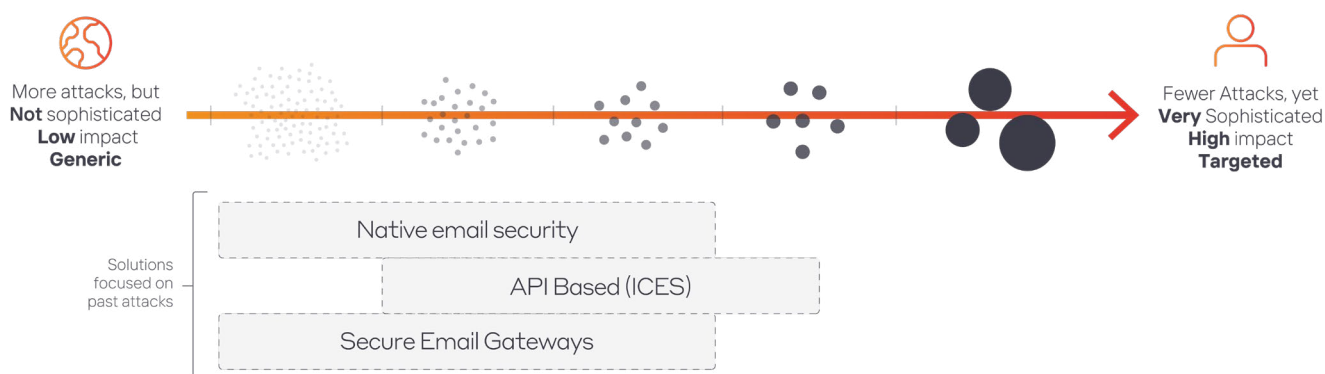 More attacks, but
Not sophisticated
Low impact
Generic
Fewer Attacks, yet
Very Sophisticated
High impact
Targeted
Solutions
focused on
past attacks
Native email security
API Based (ICES)
Secure Email Gateways